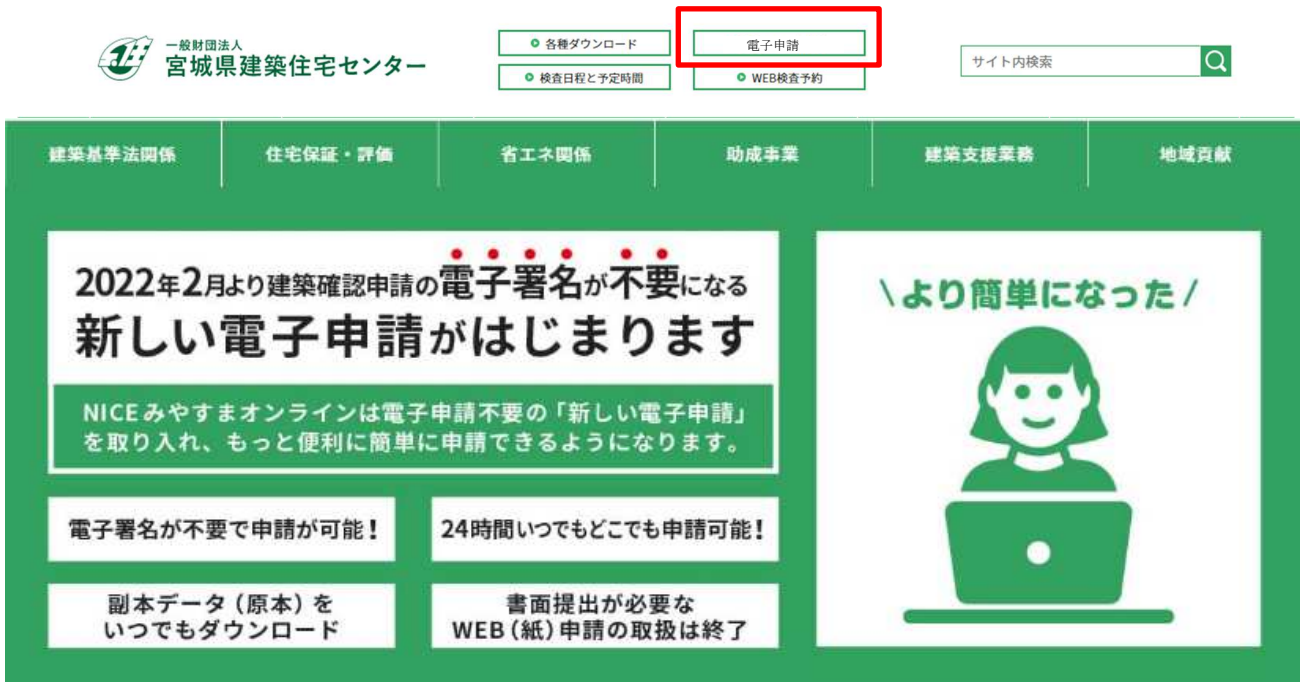 一般財団法人
宮城県建築住宅センター
各種ダウンロード
電子申請
検査日程と予定時間
WEB検査予約
サイト内検索
建築基準法関係
住宅保証・評価
省エネ関係
助成事業
建築支援業務
地域貢献
2022年2月より建築確認申請の電子署名が不要になる
新しい電子申請がはじまります
NICEみやすまオンラインは電子申請不要の「新しい電子申請」
を取り入れ、もっと便利に簡単に申請できるようになります。
電子署名が不要で申請が可能！
24時間いつでもどこでも申請可能！
副本データ（原本）を
いつでもダウンロード
書面提出が必要な
WEB（紙）申請の取扱は終了
\より簡単になった/